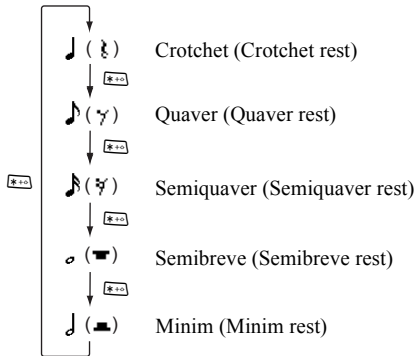 Crotchet (Crotchet rest)
Quaver (Quaver rest)
Semiquaver (Semiquaver rest)
Semibreve (Semibreve rest)
Minim (Minim rest)